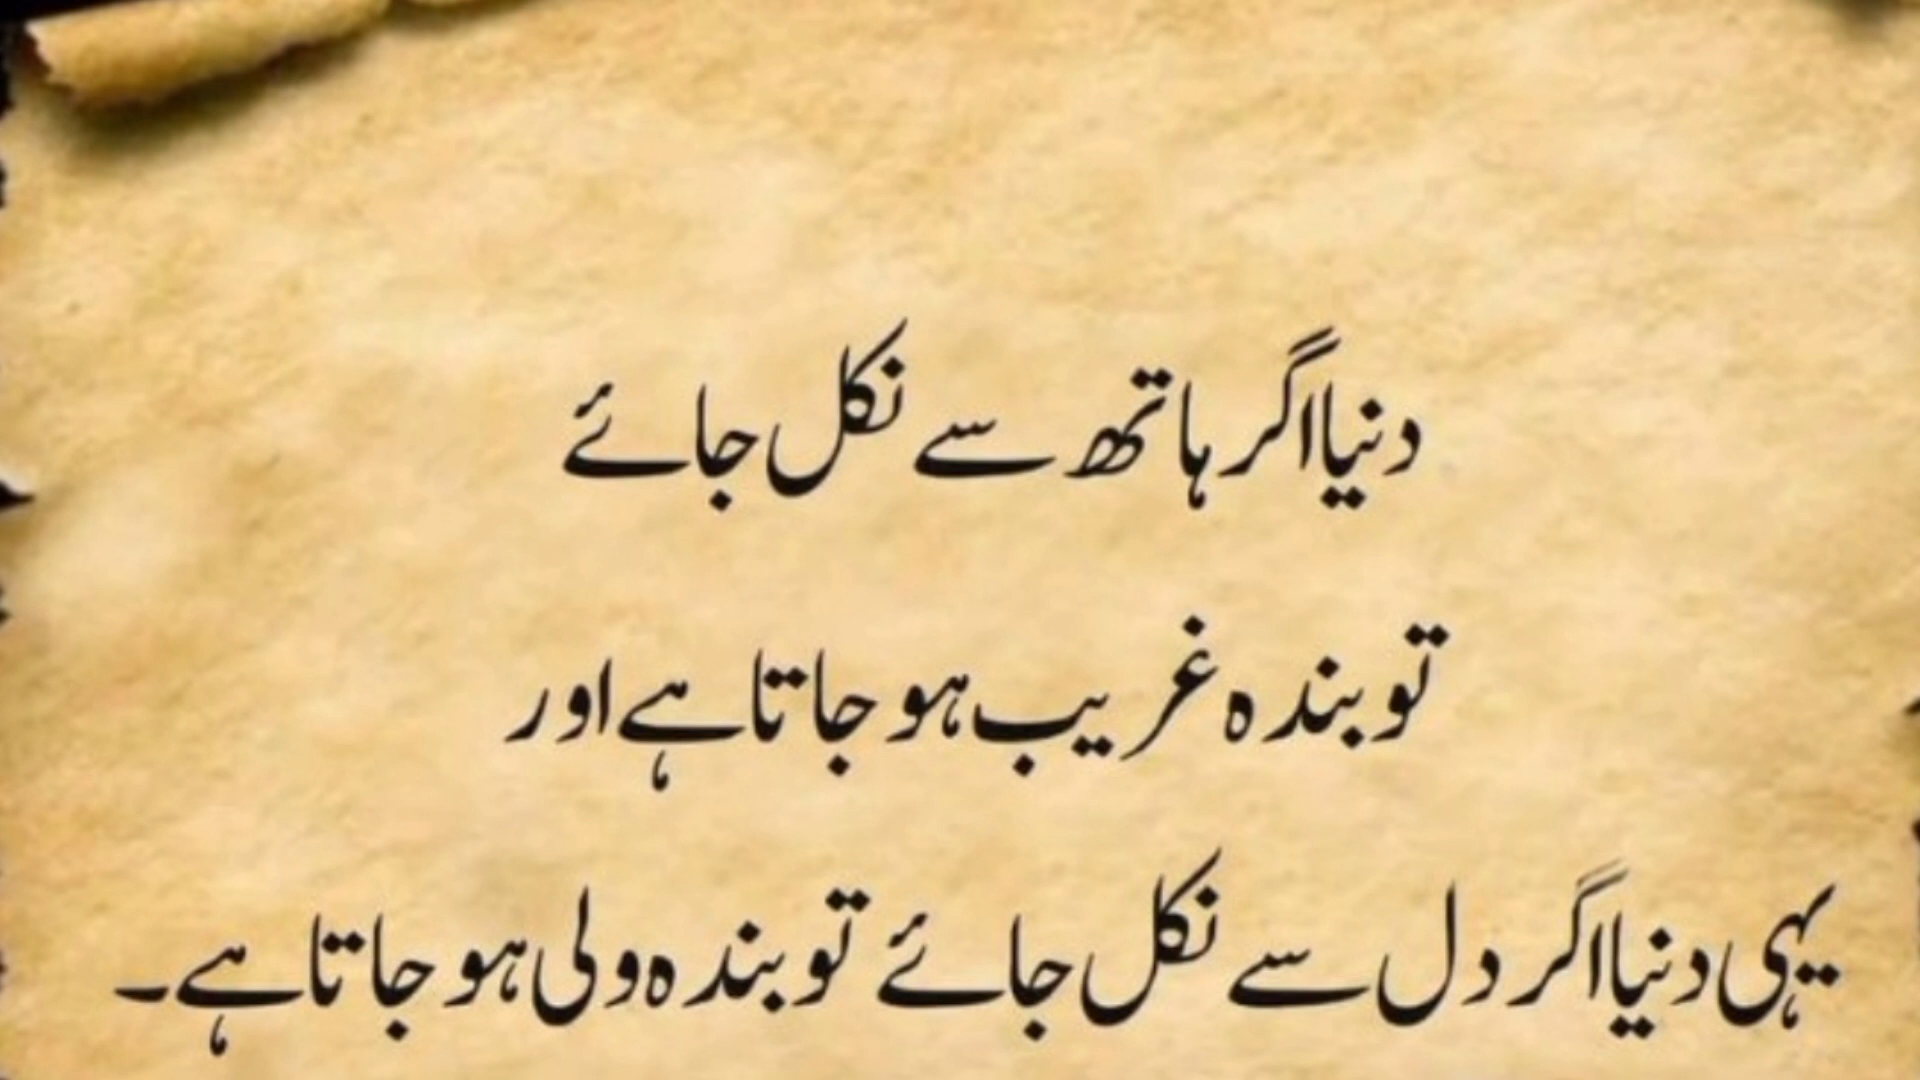 دنیا اگر ہاتھ سے نکل جائے
تو بندہ غریب ہو جاتا ہے اور
یہی دنیا اگر دل سے نکل جائے تو بندہ ولی ہو جاتا ہے۔